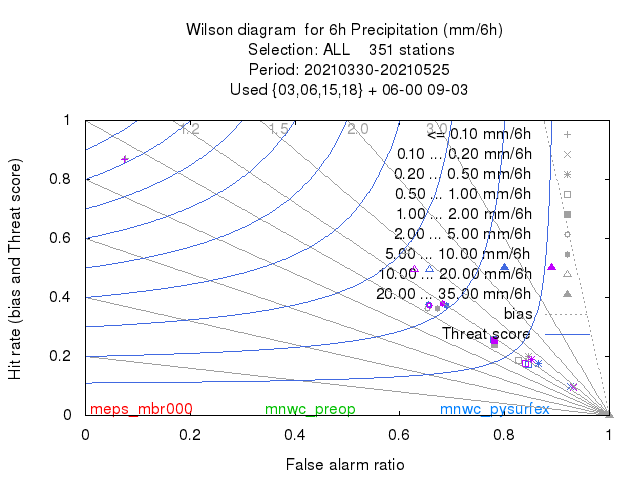 Wilson diagram for 6h Precipitation (mm/6h)
Selection: ALL 351 stations
Period: 20210330-20210525
Used {03,06,15,18} + 06-00 09-03
1
0.8
0.6
0.4
0.2
0
Hit rate (bias and Threat score)
1.2
1.5
2.0
3.0
<= 0.10 mm/6h
0.10 ... 0.20 mm/6h
0.20 ... 0.50 mm/6h
0.50 ... 1.00 mm/6h
1.00 ... 2.00 mm/6h
2.00 ... 5.00 mm/6h
5.00 ... 10.00 mm/6h
10.00 ... 20.00 mm/6h
20.00 ... 35.00 mm/6h
bias
Threat score
meps_mbr000 mnwc_preop mnwc_pysurfex
0 0.2 0.4 0.6 0.8 1
False alarm ratio